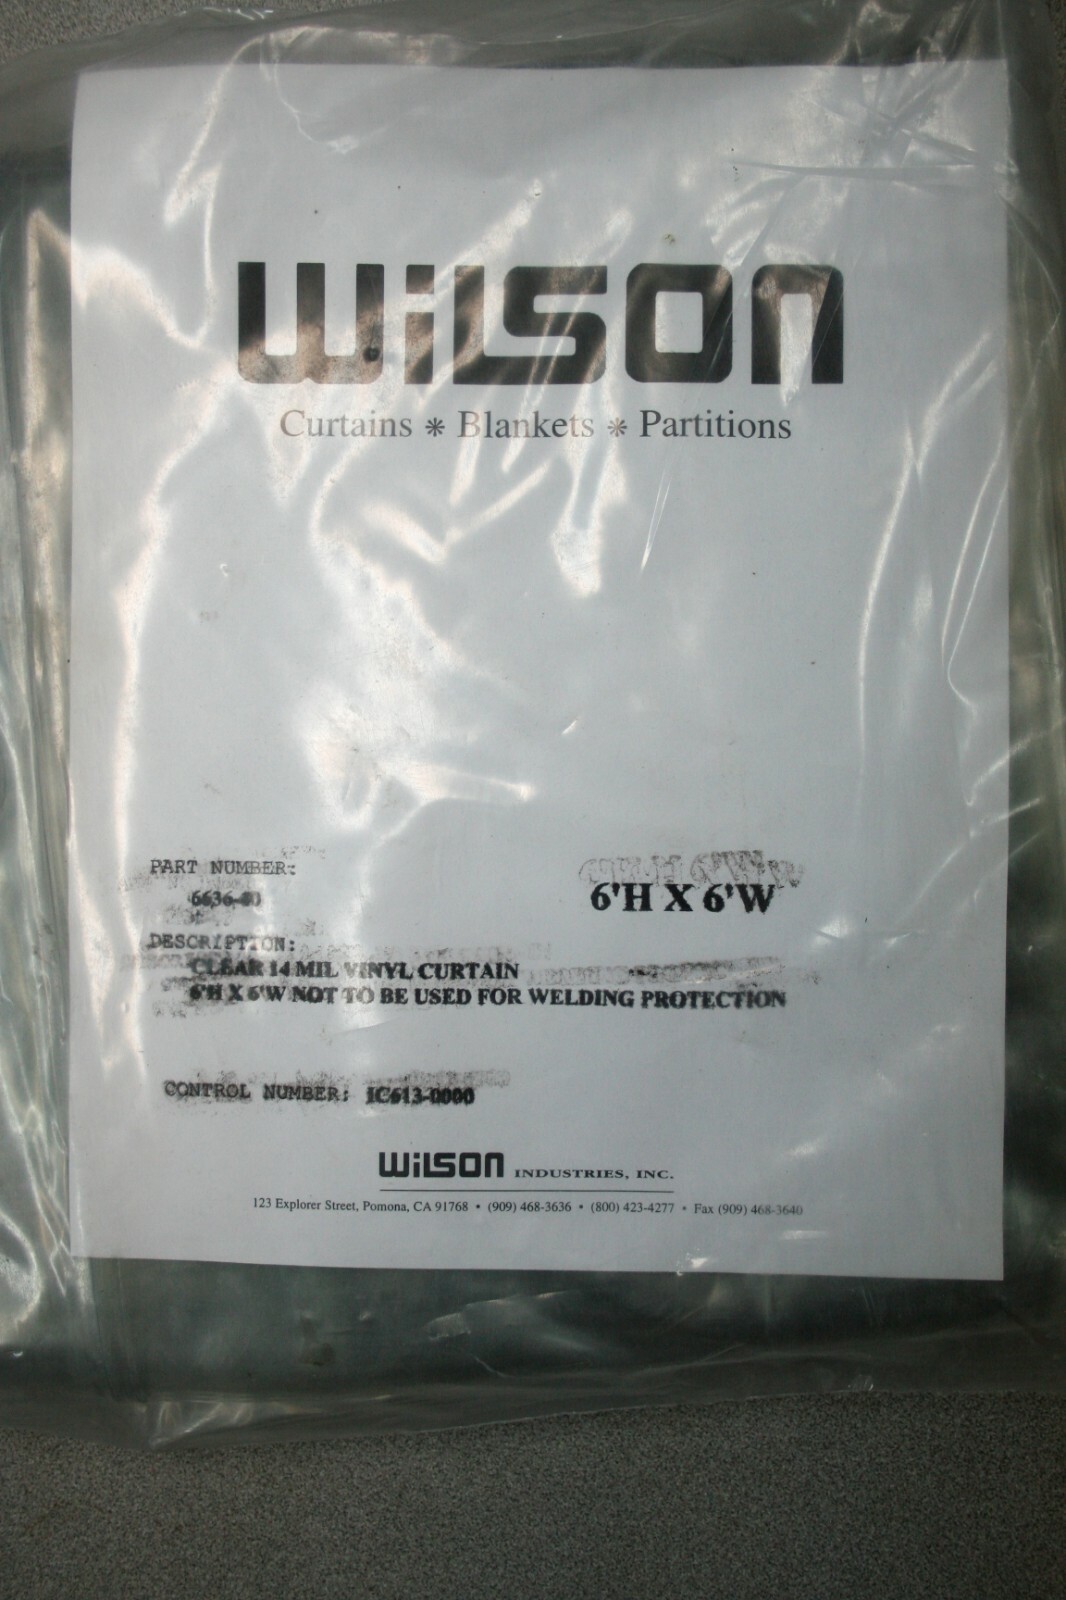 WiLSON
Curtains * Blankets * Partitions
PART NUMBER:
6'H X 6'W
DESCRIPTION:
CLEAR 14 MIL VINYL CURTAIN
6'H X 6'W NOT TO BE USED FOR WELDING PROTECTION
CONTROL NUMBER: IC613-0000
WiLSON INDUSTRIES, INC.
123 Explorer Street, Pomona, CA 91768 • (909) 468-3636 • (800) 423-4277 • Fax (909) 468-3640